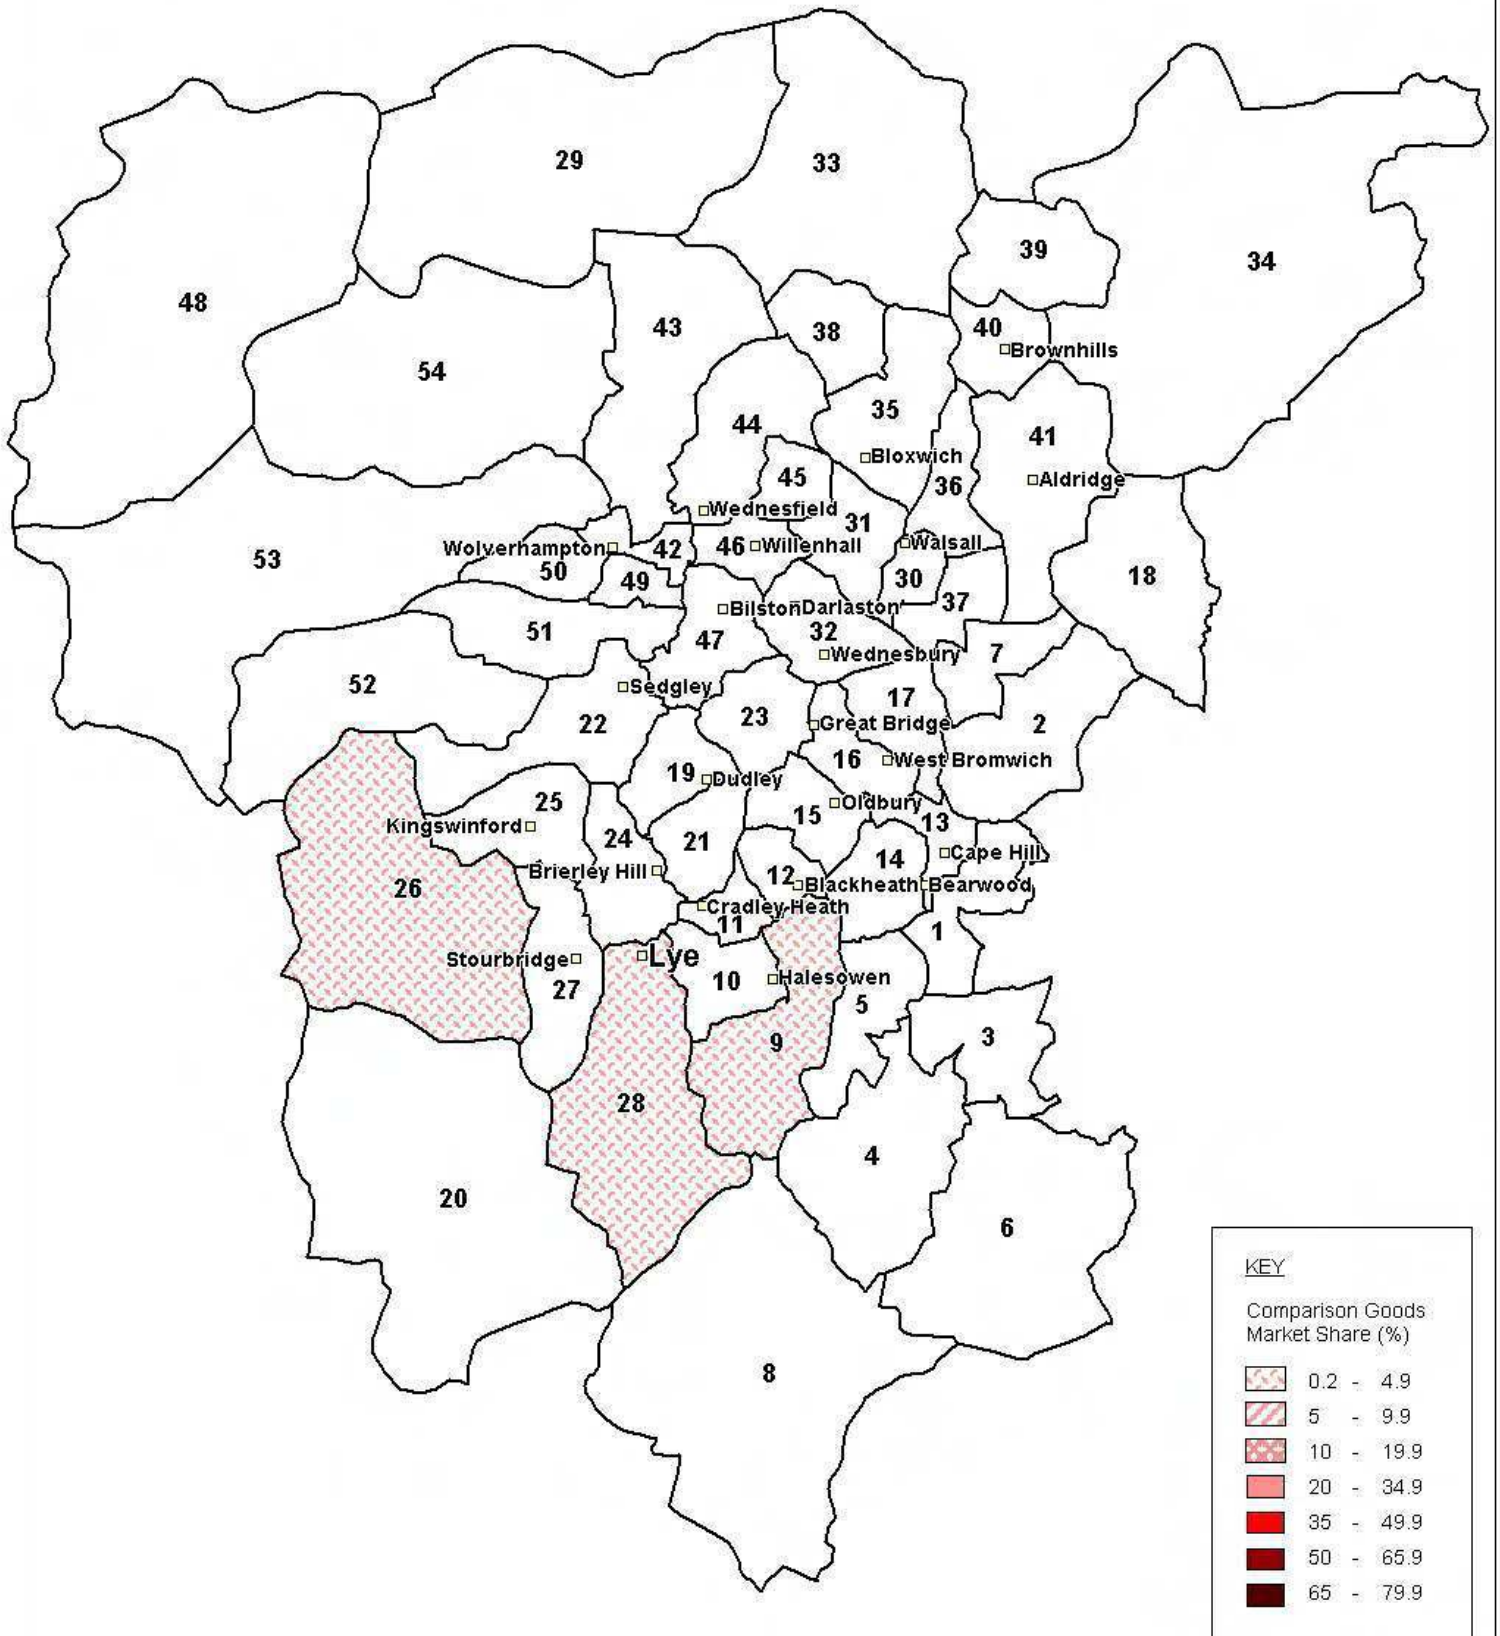 29
33
39
34
48
43
38
40
Brownhills
54
35
44
41
Bloxwich
45
36
Aldridge
Wednesfield
31
Wolverhampton
42
46
Willenhall
Walsall
53
50
49
30
18
37
Bilston
Darlaston
51
47
32
7
Wednesbury
52
Sedgley
17
22
23
Great Bridge
2
16
West Bromwich
19
Dudley
25
Oldbury
15
13
Kingswinford
24
21
Cape Hill
14
26
Brierley Hill
12
Blackheath
Bearwood
Cradley Heath
11
1
Stourbridge
Lye
10
Halesowen
27
5
9
3
28
4
20
6
8
KEY
Comparison Goods
Market Share (%)
0.2 - 4.9
5 - 9.9
10 - 19.9
20 - 34.9
35 - 49.9
50 - 65.9
65 - 79.9